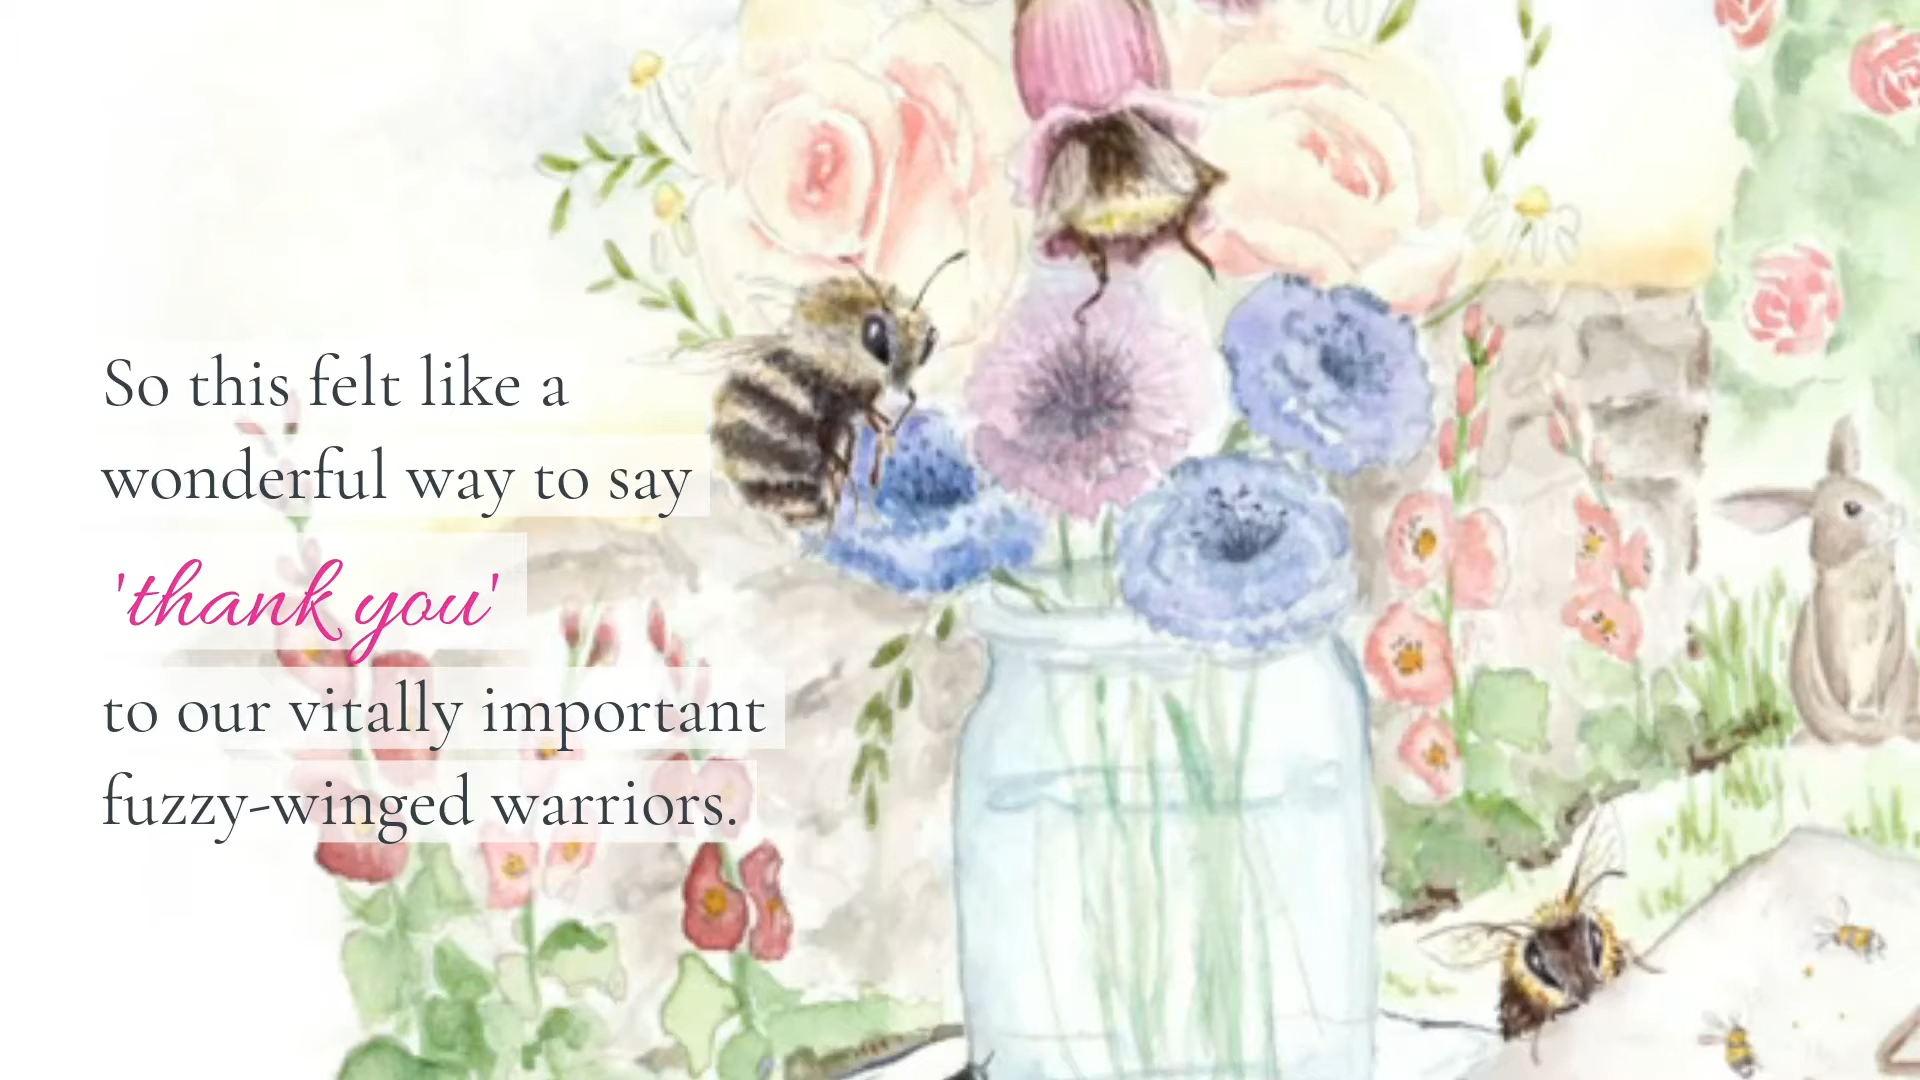 So this felt like a
wonderful way to say
'thank you'
to our vitally important
fuzzy-winged warriors.